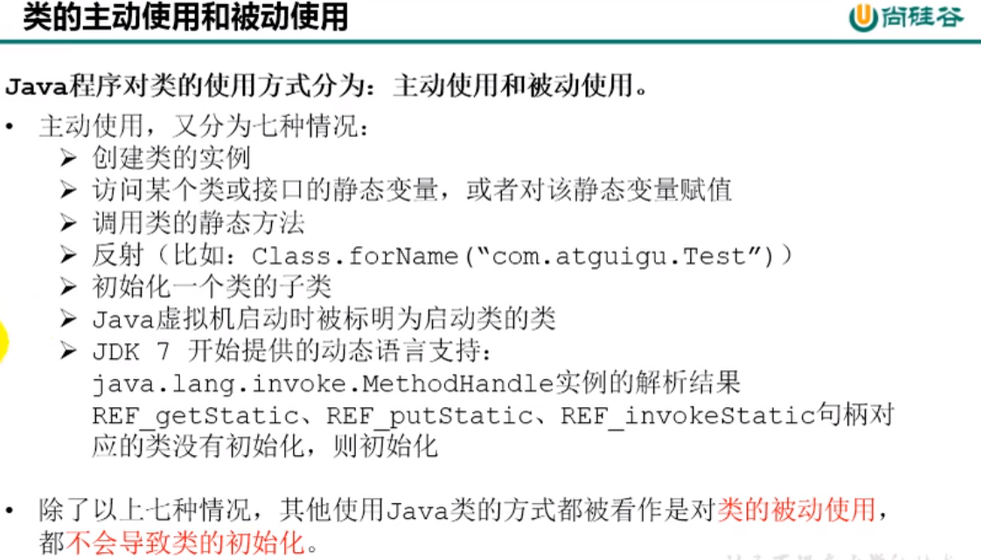 类的主动使用和被动使用
尚硅谷
Java程序对类的使用方式分为：主动使用和被动使用。
• 主动使用，又分为七种情况：
➢ 创建类的实例
➢ 访问某个类或接口的静态变量，或者对该静态变量赋值
➢ 调用类的静态方法
➢ 反射（比如：Class.forName(“com.atguigu.Test”)）
➢ 初始化一个类的子类
➢ Java虚拟机启动时被标明为启动类的类
➢ JDK 7 开始提供的动态语言支持：
java.lang.invoke.MethodHandle实例的解析结果
REF_getStatic、REF_putStatic、REF_invokeStatic句柄对
应的类没有初始化，则初始化
• 除了以上七种情况，其他使用Java类的方式都被看作是对类的被动使用，
都不会导致类的初始化。